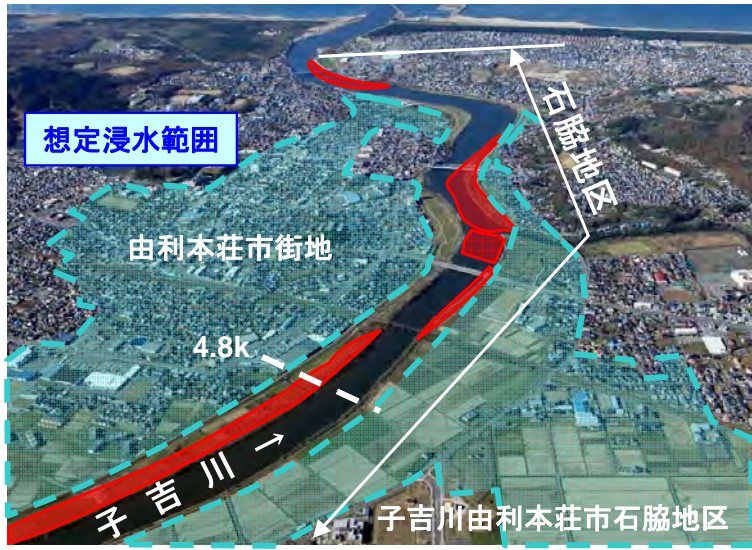 想定浸水範囲
石脇地区
由利本荘市街地
4.8k
子吉川→
子吉川由利本荘市石脇地区